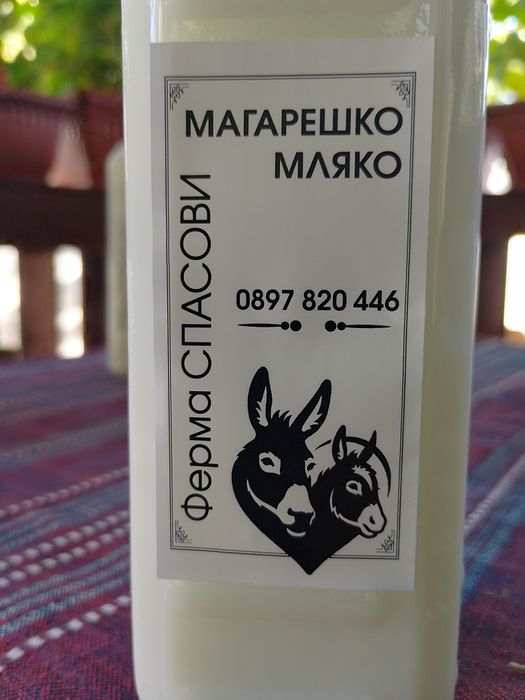 МАГАРЕШКО
МЛЯКО
Ферма СПАСОВИ
0897 820 446